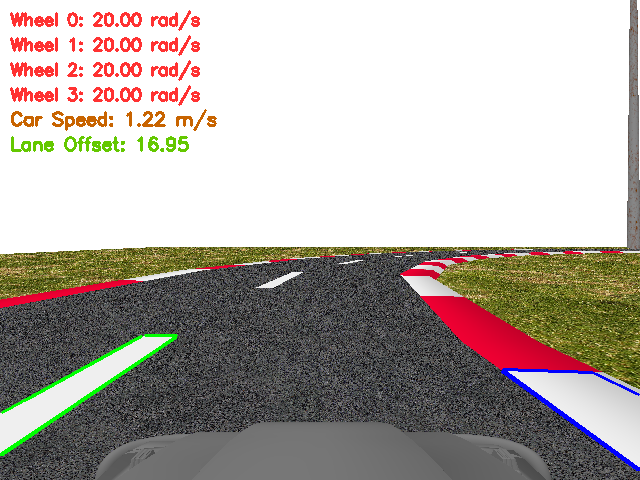 Wheel 0: 20.00 rad/s
Wheel 1: 20.00 rad/s
Wheel 2: 20.00 rad/s
Wheel 3: 20.00 rad/s
Car Speed: 1.22 m/s
Lane Offset: 16.95